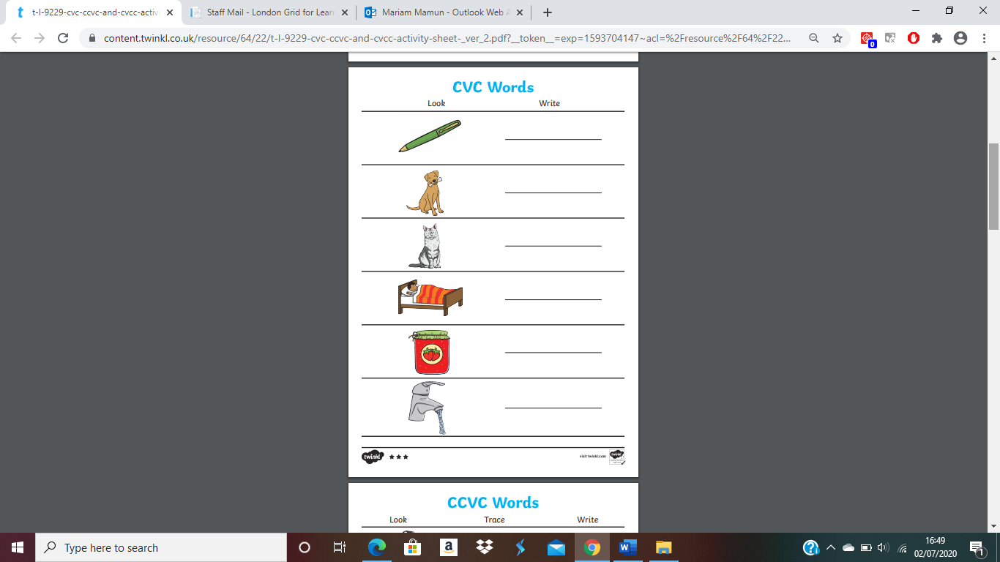 t-l-9229-cvc-ccvc-and-cvcc-activ
Staff Mail - London Grid for Lear
Mariam Mamun - Outlook Web A
content.twinkl.co.uk/resource/64/22/t-l-9229-cvc-ccvc-and-cvcc-activity-sheet-_ver_2.pdf?__token__=exp=1593704147~acl=%2Fresource%2F64%2F22...
0
CVC Words
Look Write
twinkl
visit twinkl.com
twinkl
CCVC Words
Look Trace Write
Type here to search
16:49
02/07/2020
1